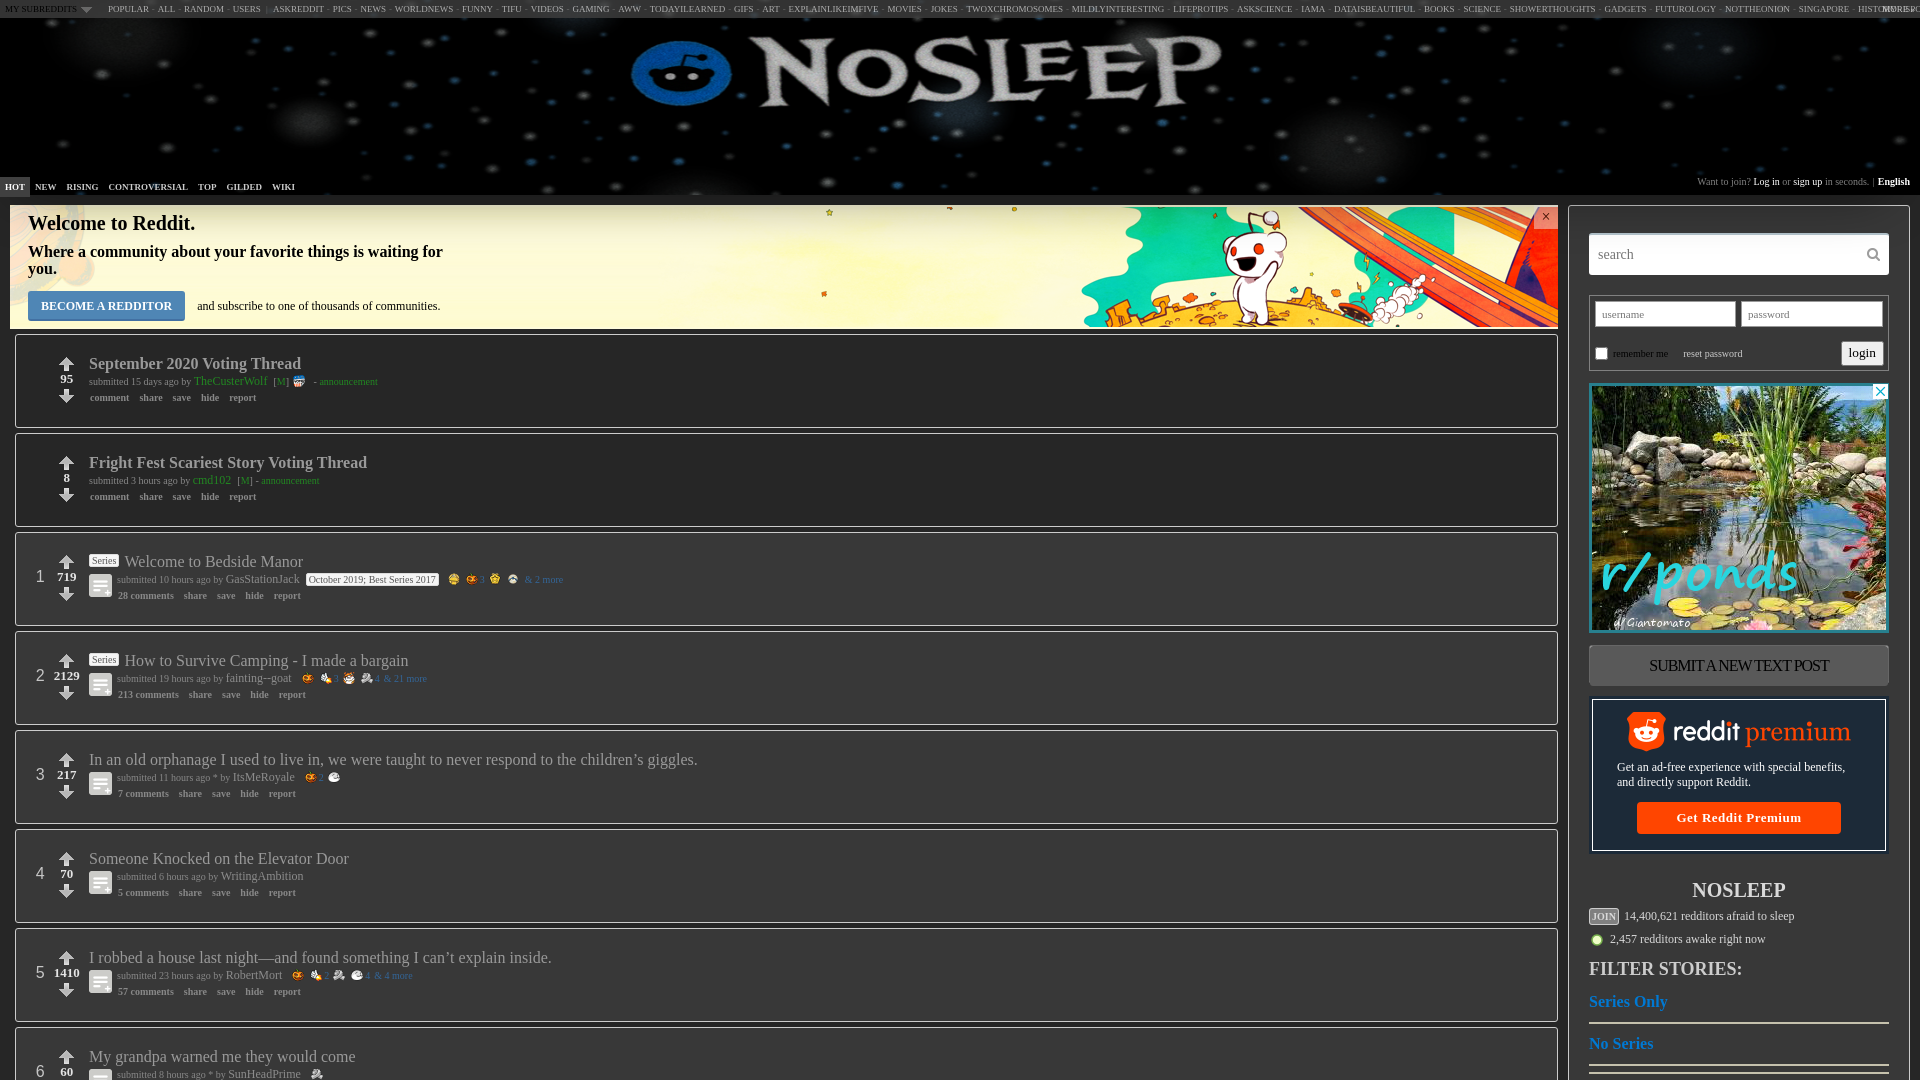 MY SUBREDDITS POPULAR - ALL - RANDOM - USERS | ASKREDDIT - PICS - NEWS - WORLDNEWS - FUNNY - TIFU - VIDEOS - GAMING - AWW - TODAYILEARNED - GIFS - ART - EXPLAINLIKEIMFIVE - MOVIES - JOKES - TWOXCHROMOSOMES - MILDLYINTERESTING - LIFEPROTIPS - ASKSCIENCE - IAMA - DATAISBEAUTIFUL - BOOKS - SCIENCE - SHOWERTHOUGHTS - GADGETS - FUTUROLOGY - NOTTHEONION - SINGAPORE
NOSLEEP
HOT NEW RISING CONTROVERSIAL TOP GILDED WIKI
Want to join? Log in or sign up in seconds. | English
Welcome to Reddit.
Where a community about your favorite things is waiting for
you.
BECOME A REDDITOR and subscribe to one of thousands of communities.
×
95
September 2020 Voting Thread
submitted 15 days ago by TheCusterWolf [M] - announcement
comment share save hide report
8
Fright Fest Scariest Story Voting Thread
submitted 3 hours ago by cmd102 [M] - announcement
comment share save hide report
1 719
Series Welcome to Bedside Manor
submitted 10 hours ago by GasStationJack October 2019; Best Series 2017 3 & 2 more
28 comments share save hide report
2 2129
Series How to Survive Camping - I made a bargain
submitted 19 hours ago by fainting--goat 4 & 21 more
213 comments share save hide report
3 217
In an old orphanage I used to live in, we were taught to never respond to the children’s giggles.
submitted 11 hours ago * by ItsMeRoyale 2
7 comments share save hide report
4 70
Someone Knocked on the Elevator Door
submitted 6 hours ago by WritingAmbition
5 comments share save hide report
5 1410
I robbed a house last night—and found something I can’t explain inside.
submitted 23 hours ago by RobertMort 2 4 & 4 more
57 comments share save hide report
6 60
My grandpa warned me they would come
submitted 8 hours ago * by SunHeadPrime
search
username password
remember me reset password login
r/ponds
u/Giantomato
SUBMIT A NEW TEXT POST
reddit premium
Get an ad-free experience with special benefits,
and directly support Reddit.
Get Reddit Premium
NOSLEEP
JOIN 14,400,621 redditors afraid to sleep
2,457 redditors awake right now
FILTER STORIES:
Series Only
No Series